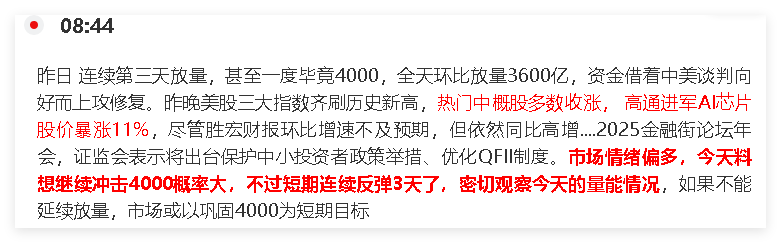 08:44
昨日 连续第三天放量，甚至一度毕竟4000，全天环比放量3600亿，资金借着中美谈判向
好而上攻修复。昨晚美股三大指数齐刷历史新高，热门中概股多数收涨， 高通进军AI芯片
股价暴涨11%，尽管胜宏财报环比增速不及预期，但依然同比高增....2025金融街论坛年
会，证监会表示将出台保护中小投资者政策举措、优化QFII制度。市场情绪偏多，今天料
想继续冲击4000概率大，不过短期连续反弹3天了，密切观察今天的量能情况，如果不能
延续放量，市场或以巩固4000为短期目标